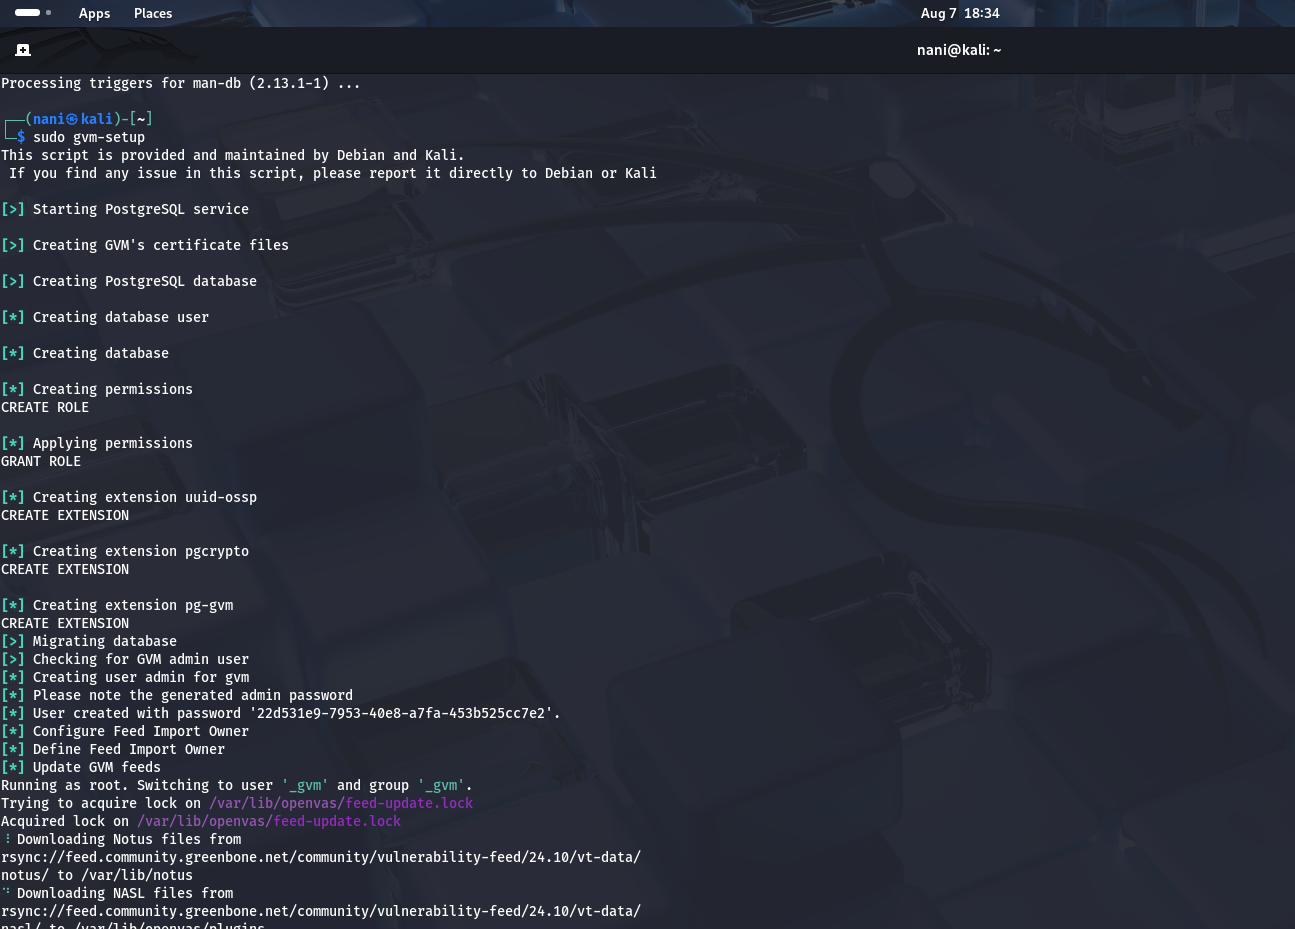 Apps Places Aug 7 18:34
nani@kali: ~
Processing triggers for man-db (2.13.1-1) ...
┌──(nani㉿kali)-[~]
└─$ sudo gvm-setup
This script is provided and maintained by Debian and Kali.
If you find any issue in this script, please report it directly to Debian or Kali
[>] Starting PostgreSQL service
[>] Creating GVM's certificate files
[>] Creating PostgreSQL database
[*] Creating database user
[*] Creating database
[*] Creating permissions
CREATE ROLE
[*] Applying permissions
GRANT ROLE
[*] Creating extension uuid-ossp
CREATE EXTENSION
[*] Creating extension pgcrypto
CREATE EXTENSION
[*] Creating extension pg-gvm
CREATE EXTENSION
[>] Migrating database
[>] Checking for GVM admin user
[*] Creating user admin for gvm
[*] Please note the generated admin password
[*] User created with password '22d531e9-7953-40e8-a7fa-453b525cc7e2'.
[*] Configure Feed Import Owner
[*] Define Feed Import Owner
[*] Update GVM feeds
Running as root. Switching to user '_gvm' and group '_gvm'.
Trying to acquire lock on /var/lib/openvas/feed-update.lock
Acquired lock on /var/lib/openvas/feed-update.lock
⠸ Downloading Notus files from
rsync://feed.community.greenbone.net/community/vulnerability-feed/24.10/vt-data/
notus/ to /var/lib/notus
⠙ Downloading NASL files from
rsync://feed.community.greenbone.net/community/vulnerability-feed/24.10/vt-data/
nasl/ to /var/lib/openvas/plugins